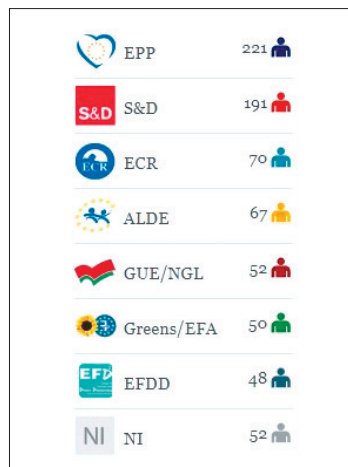 EPP 221
S&D S&D 191
ECR ECR 70
ALDE 67
GUE/NGL 52
Greens/EFA 50
EFD EFDD 48
NI NI 52